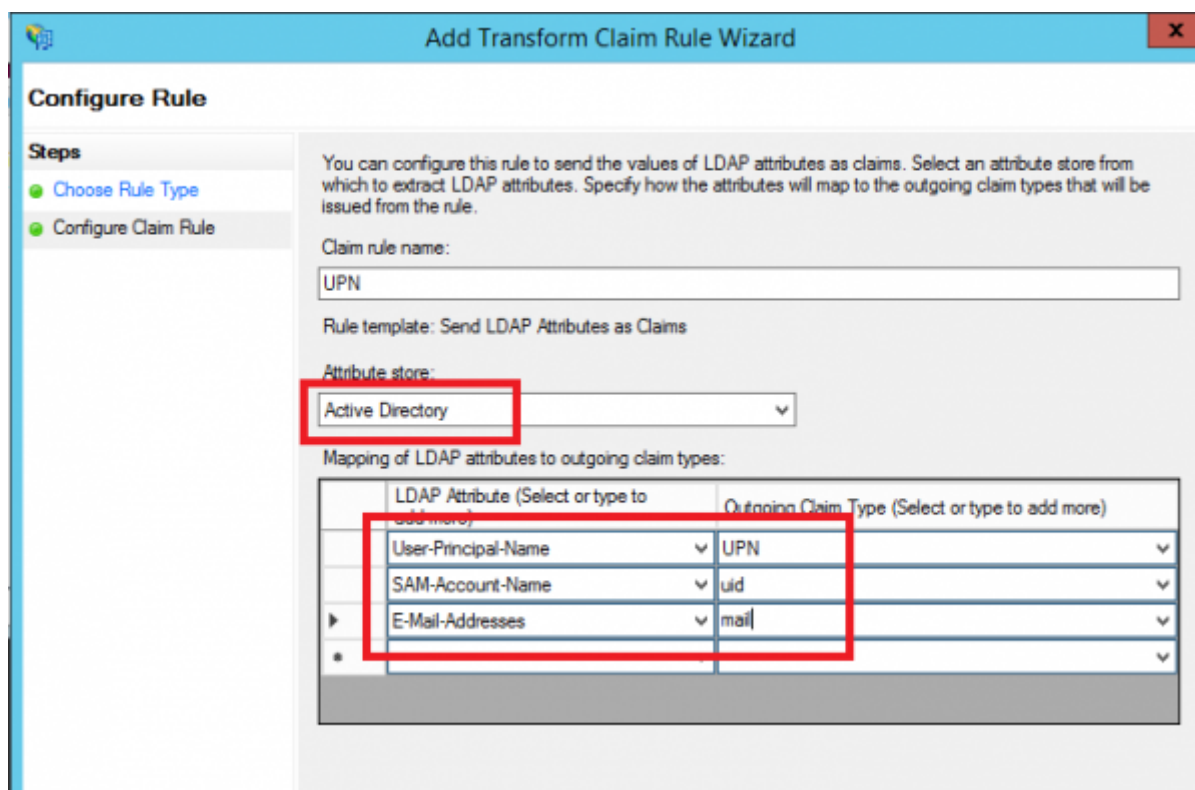 Add Transform Claim Rule Wizard
x
Configure Rule
Steps
Choose Rule Type
Configure Claim Rule
You can configure this rule to send the values of LDAP attributes as claims. Select an attribute store from
which to extract LDAP attributes. Specify how the attributes will map to the outgoing claim types that will be
issued from the rule.
Claim rule name:
UPN
Rule template: Send LDAP Attributes as Claims
Attribute store:
Active Directory
Mapping of LDAP attributes to outgoing claim types:
LDAP Attribute (Select or type to
add more)
Outgoing Claim Type (Select or type to add more)
User-Principal-Name UPN
SAM-Account-Name uid
E-Mail-Addresses mail